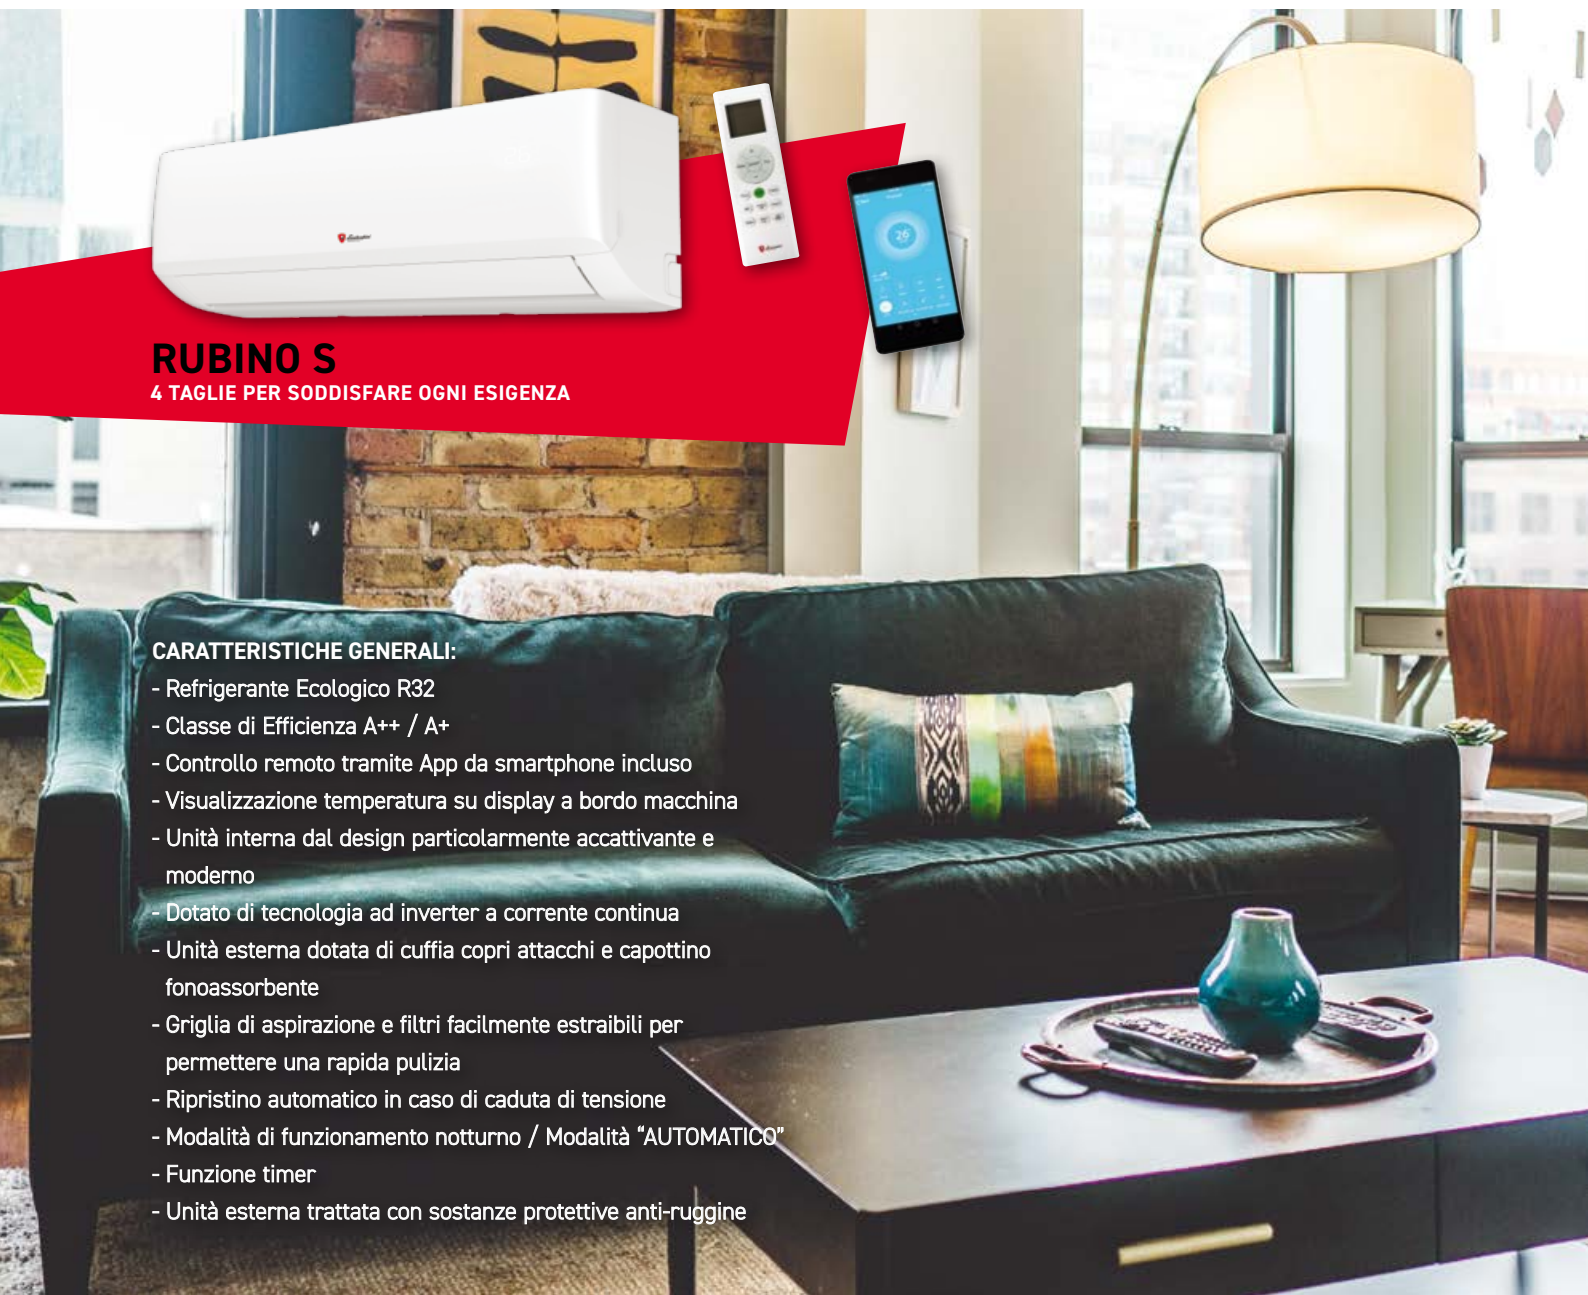 26
RUBINO S
4 TAGLIE PER SODDISFARE OGNI ESIGENZA
CARATTERISTICHE GENERALI:
- Refrigerante Ecologico R32
- Classe di Efficienza A++ / A+
- Controllo remoto tramite App da smartphone incluso
- Visualizzazione temperatura su display a bordo macchina
- Unità interna dal design particolarmente accattivante e
moderno
- Dotato di tecnologia ad inverter a corrente continua
- Unità esterna dotata di cuffia copri attacchi e capottino
fonoassorbente
- Griglia di aspirazione e filtri facilmente estraibili per
permettere una rapida pulizia
- Ripristino automatico in caso di caduta di tensione
- Modalità di funzionamento notturno / Modalità “AUTOMATICO”
- Funzione timer
- Unità esterna trattata con sostanze protettive anti-ruggine